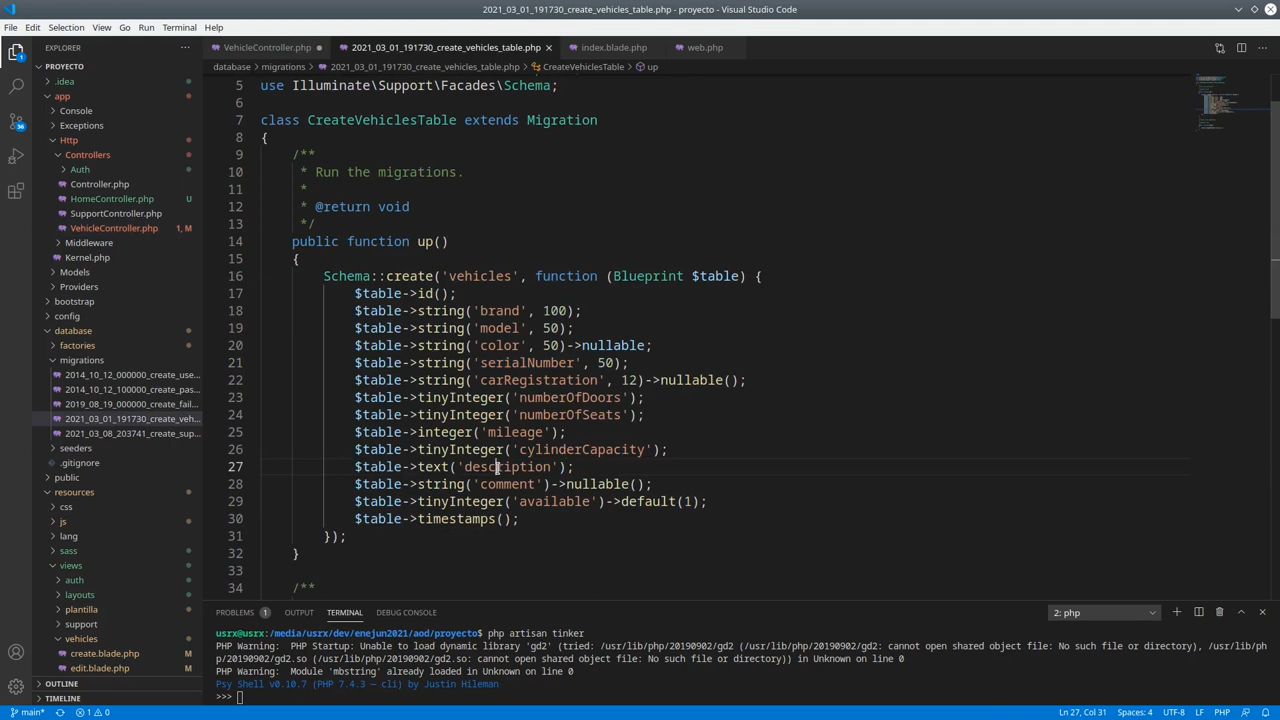 2021_03_01_191730_create_vehicles_table.php - proyecto - Visual Studio Code
File Edit Selection View Go Run Terminal Help
EXPLORER
VehicleController.php
2021_03_01_191730_create_vehicles_table.php
index.blade.php
web.php
PROYECTO
database > migrations > 2021_03_01_191730_create_vehicles_table.php > CreateVehiclesTable > up
.idea
app
Console
Exceptions
Http
Controllers
Auth
Controller.php
HomeController.php U
SupportController.php
VehicleController.php 1, M
Middleware
Kernel.php
Models
Providers
bootstrap
config
database
factories
migrations
2014_10_12_000000_create_use...
2014_10_12_100000_create_pas...
2019_08_19_000000_create_fail...
2021_03_01_191730_create_veh...
2021_03_08_203741_create_sup...
seeders
.gitignore
public
resources
css
js
lang
sass
views
auth
layouts
plantilla
support
vehicles
create.blade.php
edit.blade.php
OUTLINE
TIMELINE
36
1
5 use Illuminate\Support\Facades\Schema;
6
7 class CreateVehiclesTable extends Migration
8 {
9 /**
10 * Run the migrations.
11 *
12 * @return void
13 */
14 public function up()
15 {
16 Schema::create('vehicles', function (Blueprint $table) {
17 $table->id();
18 $table->string('brand', 100);
19 $table->string('model', 50);
20 $table->string('color', 50)->nullable;
21 $table->string('serialNumber', 50);
22 $table->string('carRegistration', 12)->nullable();
23 $table->tinyInteger('numberOfDoors');
24 $table->tinyInteger('numberOfSeats');
25 $table->integer('mileage');
26 $table->tinyInteger('cylinderCapacity');
27 $table->text('description');
28 $table->string('comment')->nullable();
29 $table->tinyInteger('available')->default(1);
30 $table->timestamps();
31 });
32 }
33
34 /**
PROBLEMS 1 OUTPUT TERMINAL DEBUG CONSOLE 2: php
usrx@usrx:/media/usrx/dev/enejun2021/aod/proyecto$ php artisan tinker
PHP Warning:  PHP Startup: Unable to load dynamic library 'gd2' (tried: /usr/lib/php/20190902/gd2 (/usr/lib/php/20190902/gd2: cannot open shared object file: No such file or directory), /usr/lib/ph
p/20190902/gd2.so (/usr/lib/php/20190902/gd2.so: cannot open shared object file: No such file or directory)) in Unknown on line 0
PHP Warning:  Module 'mbstring' already loaded in Unknown on line 0
Psy Shell v0.10.7 (PHP 7.4.3 — cli) by Justin Hileman
>>>
main* 1 0 Ln 27, Col 31 Spaces: 4 UTF-8 LF PHP